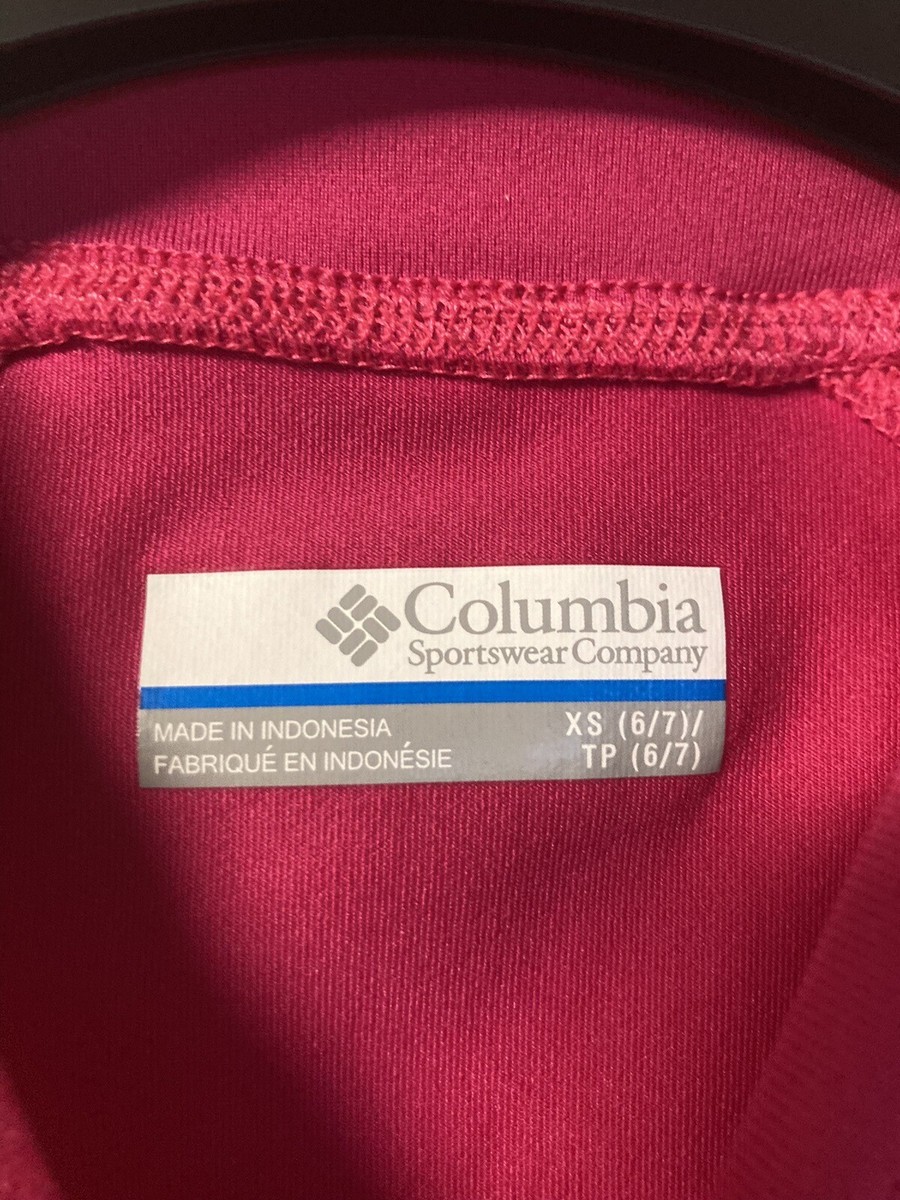 Columbia
Sportswear Company
MADE IN INDONESIA
FABRIQUÉ EN INDONÉSIE
XS (6/7)/
TP (6/7)